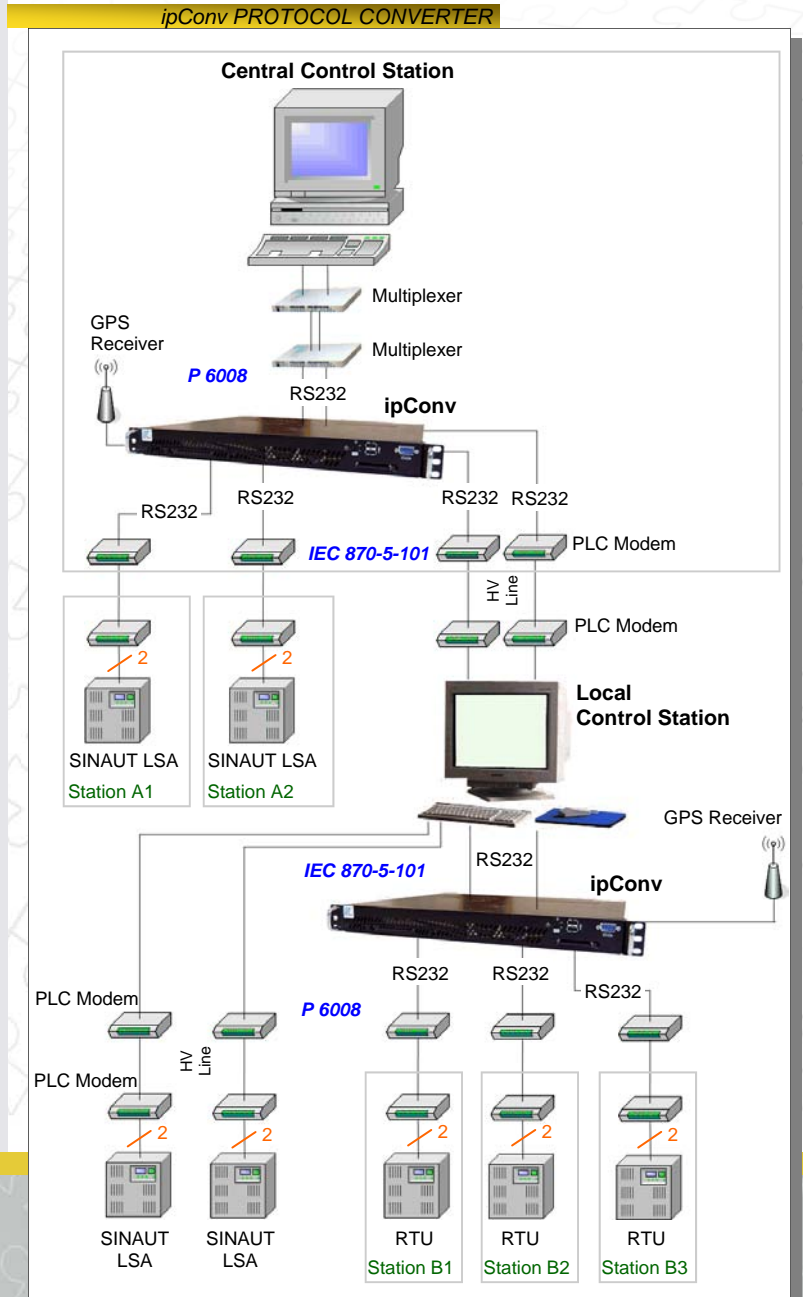 ipConv PROTOCOL CONVERTER
Central Control Station
Multiplexer
GPS
Receiver
Multiplexer
P 6008
RS232
ipConv
RS232
RS232
RS232
RS232
IEC 870-5-101
PLC Modem
HV
Line
PLC Modem
2
2
Local
Control Station
SINAUT LSA
SINAUT LSA
Station A1
Station A2
GPS Receiver
RS232
IEC 870-5-101
ipConv
RS232
RS232
RS232
PLC Modem
P 6008
HV
Line
PLC Modem
2
2
2
2
2
SINAUT
LSA
SINAUT
LSA
RTU
RTU
RTU
Station B1
Station B2
Station B3